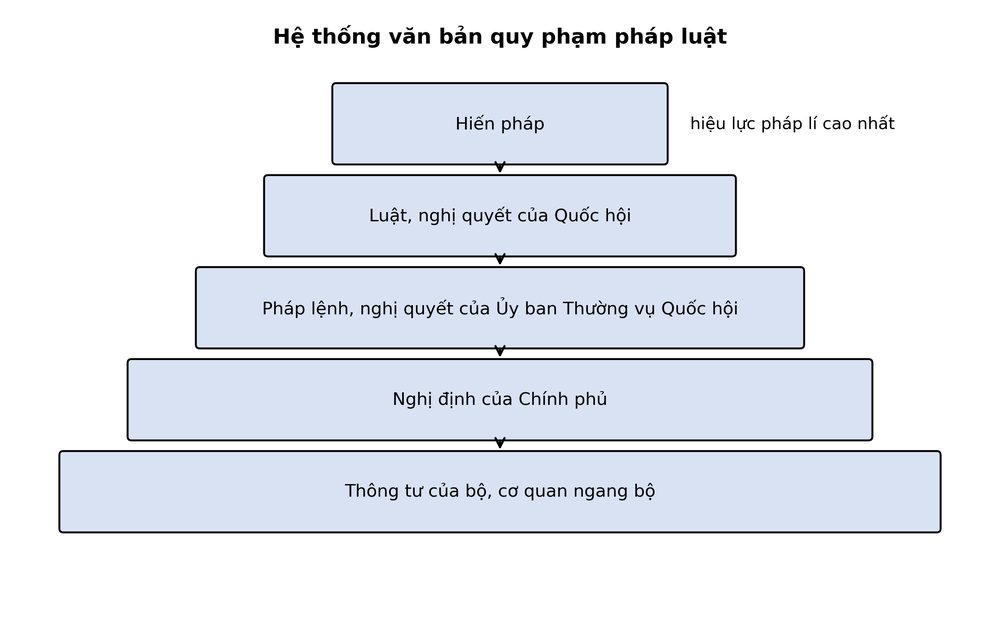 Hệ thống văn bản quy phạm pháp luật
Hiến pháp
hiệu lực pháp lí cao nhất
Luật, nghị quyết của Quốc hội
Pháp lệnh, nghị quyết của Ủy ban Thường vụ Quốc hội
Nghị định của Chính phủ
Thông tư của bộ, cơ quan ngang bộ